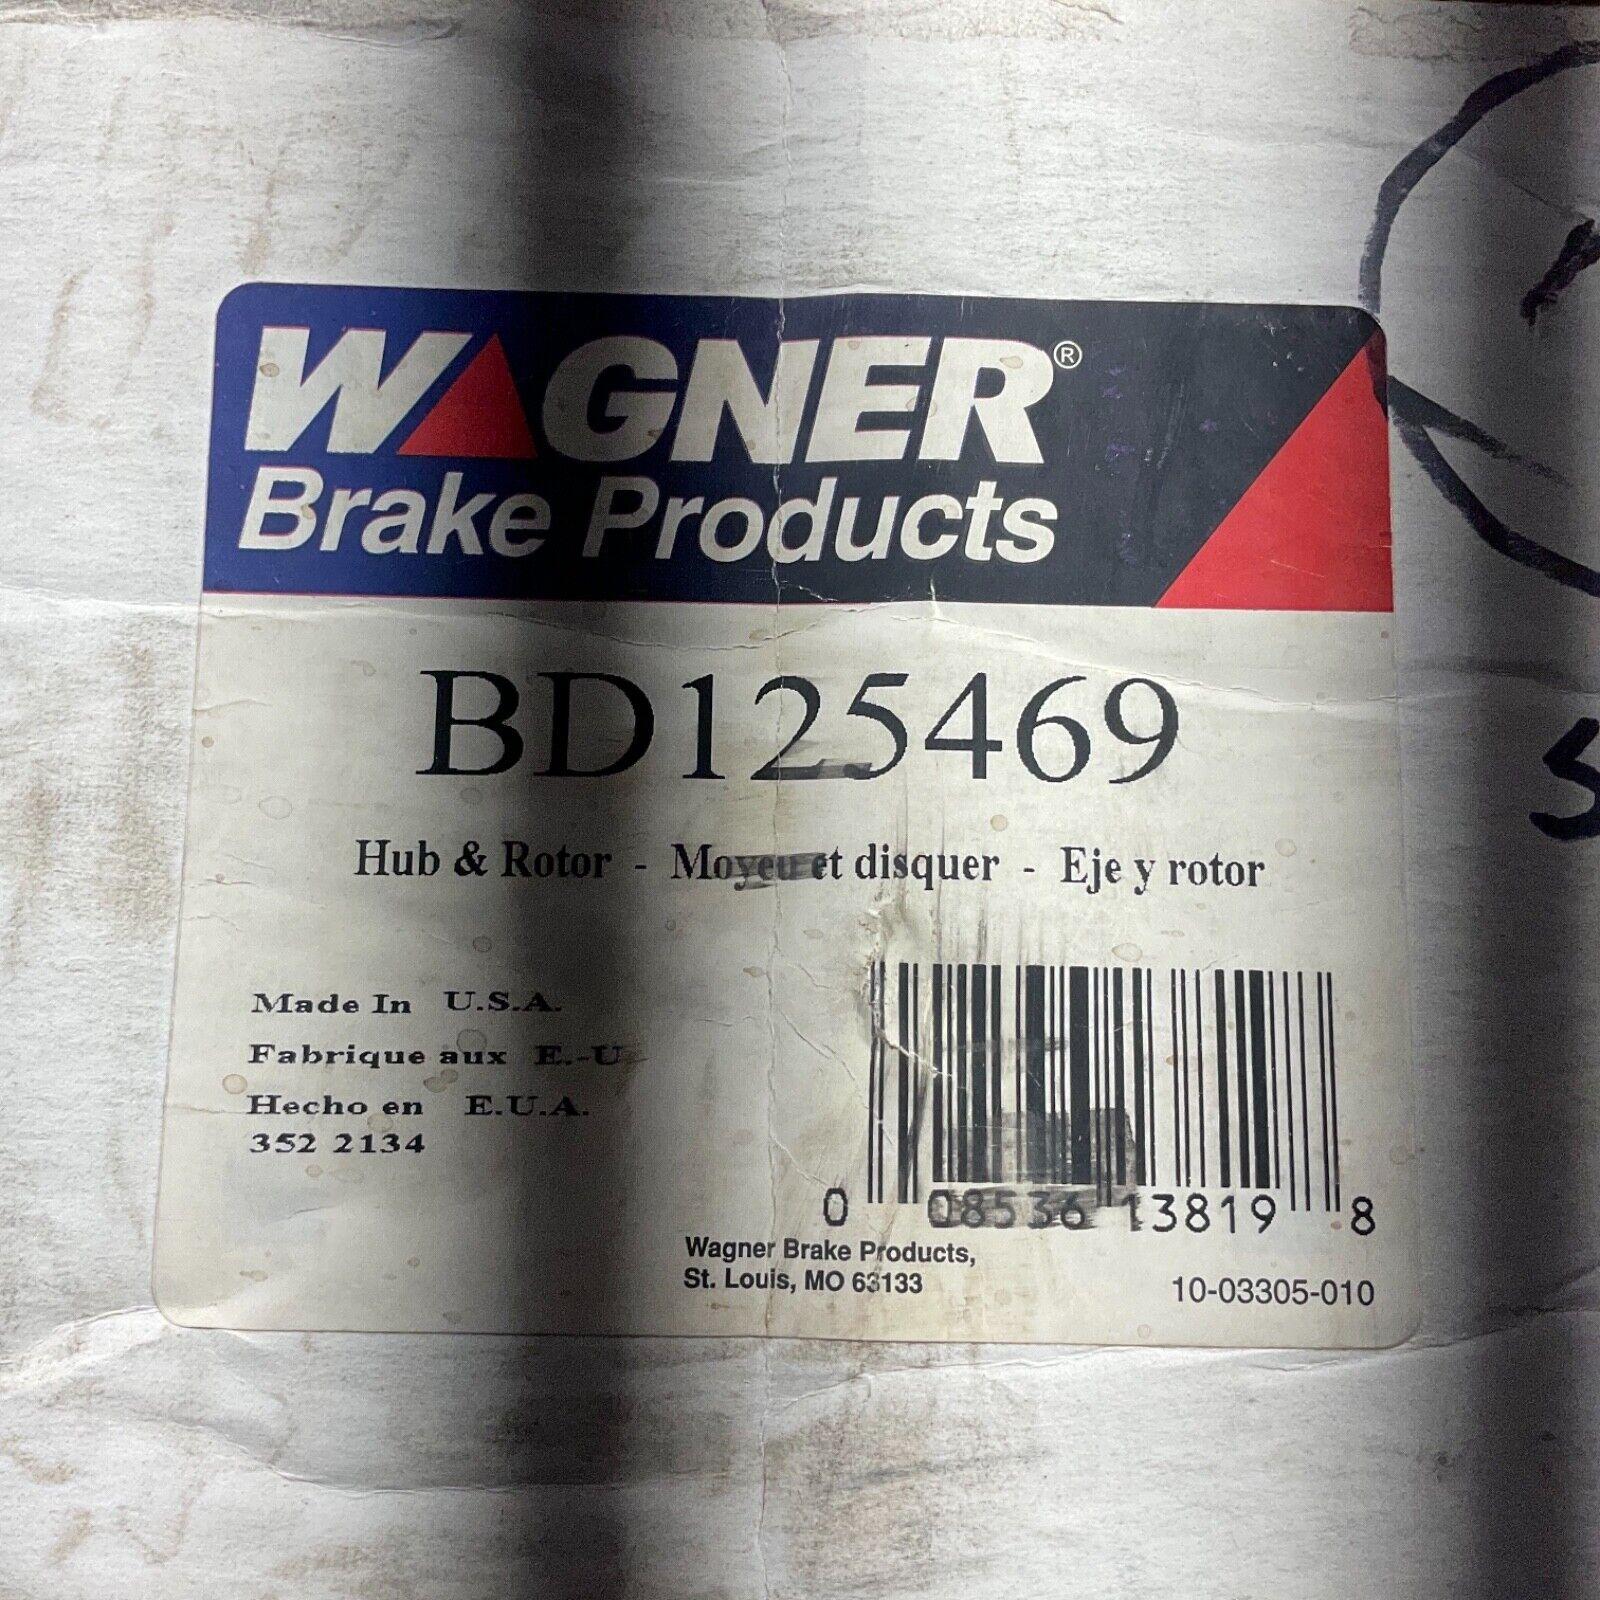 WAGNER®
Brake Products
BD125469
Hub & Rotor - Moyeu et disquer - Eje y rotor
Made In U.S.A.
Fabrique aux E.-U
Hecho en E.U.A.
352 2134
0 08536 13819 8
Wagner Brake Products,
St. Louis, MO 63133
10-03305-010